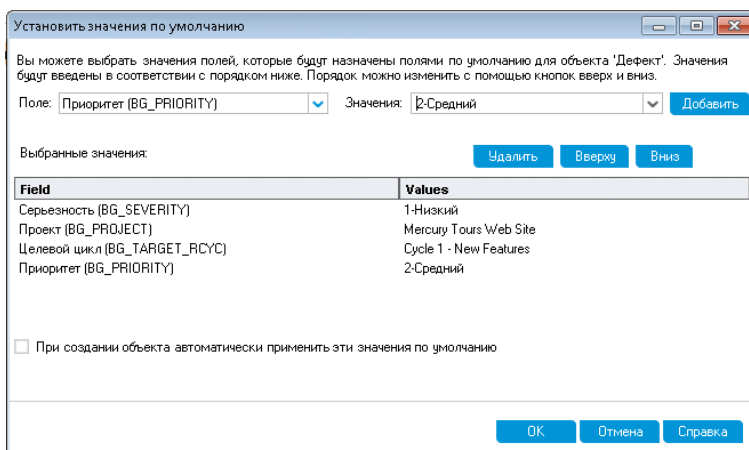 Установить значения по умолчанию
Вы можете выбрать значения полей, которые будут назначены полями по умолчанию для объекта 'Дефект'. Значения
будут введены в соответствии с порядком ниже. Порядок можно изменить с помощью кнопок вверх и вниз.
Поле: Приоритет (BG_PRIORITY) Значения: 2-Средний Добавить
Выбранные значения: Удалить Вверху Вниз
Field Values
Серьезность (BG_SEVERITY) 1-Низкий
Проект (BG_PROJECT) Mercury Tours Web Site
Целевой цикл (BG_TARGET_RCYC) Cycle 1 - New Features
Приоритет (BG_PRIORITY) 2-Средний
При создании объекта автоматически применить эти значения по умолчанию
OK Отмена Справка